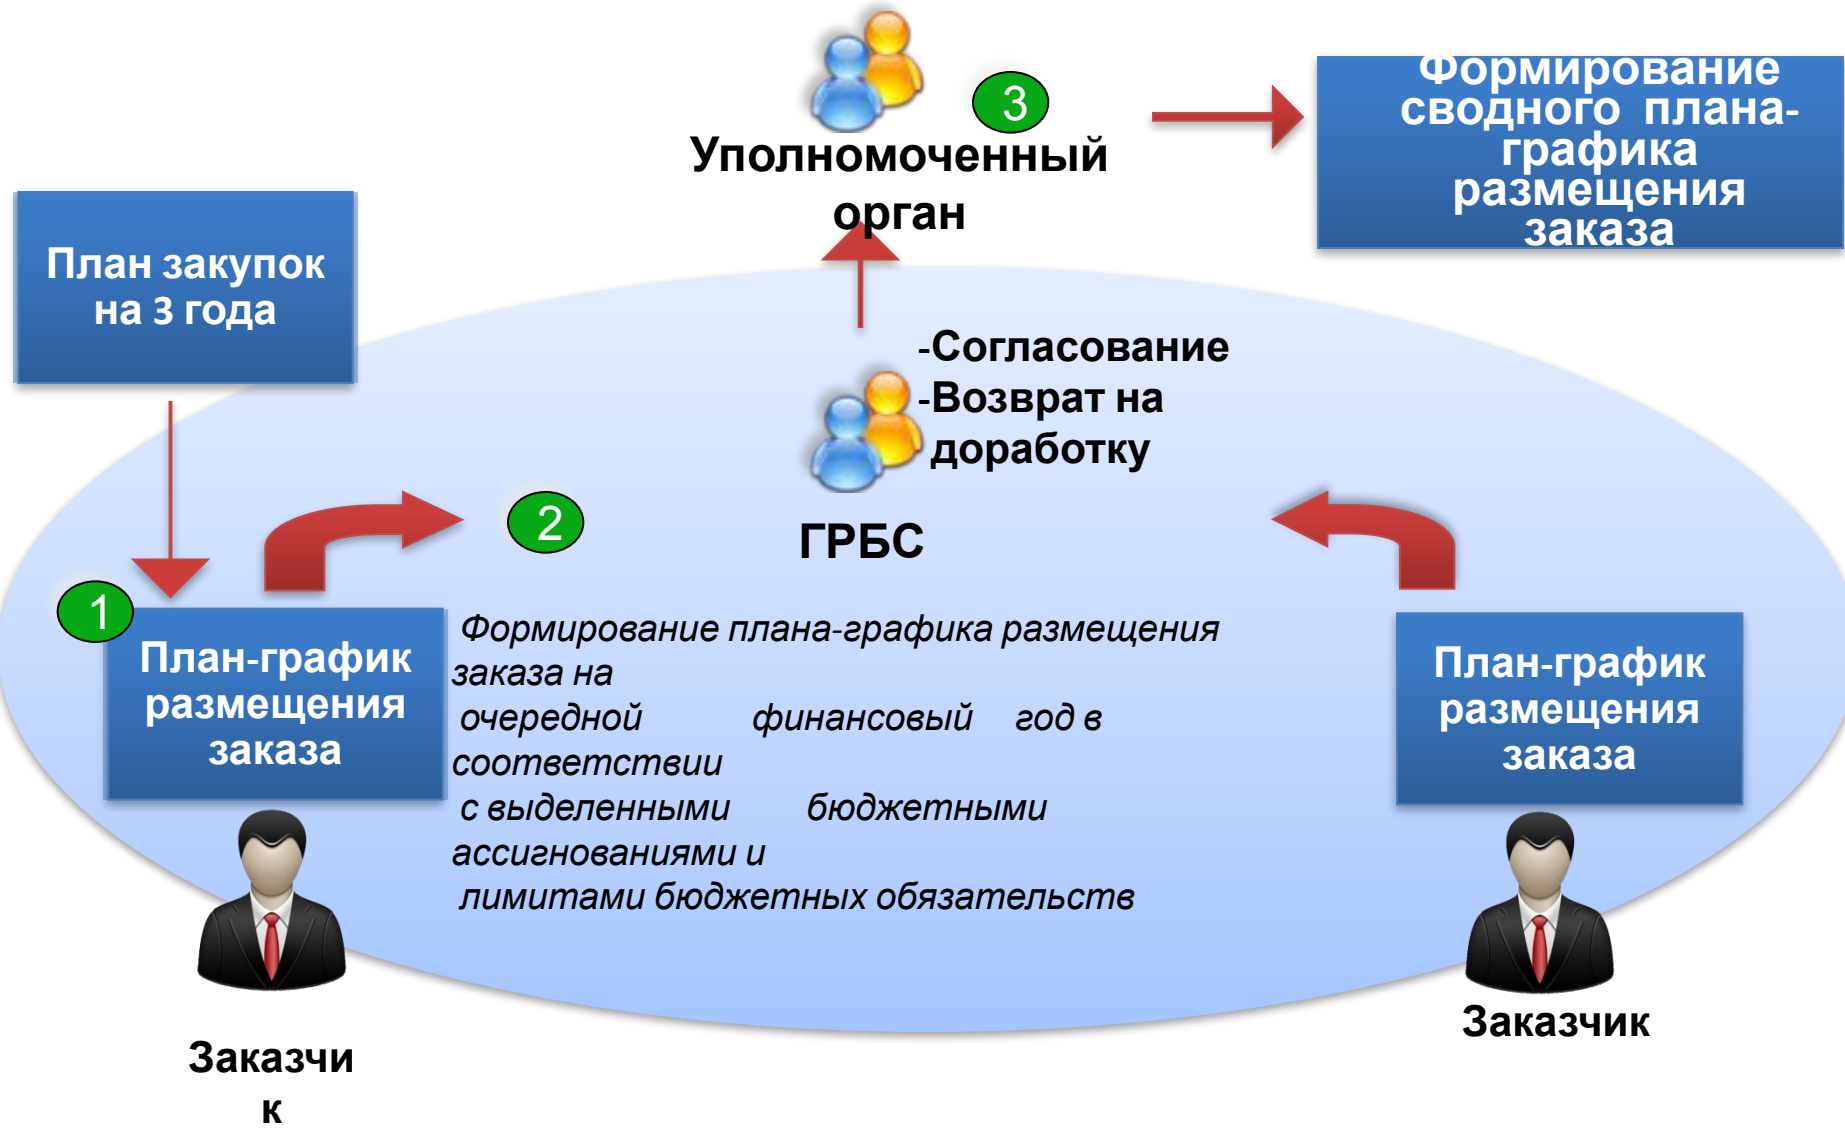 3
Уполномоченный
орган
Формирование
сводного плана-
графика
размещения
заказа
План закупок
на 3 года
-Согласование
-Возврат на
доработку
2
ГРБС
1
План-график
размещения
заказа
Формирование плана-графика размещения
заказа на
очередной финансовый год в
соответствии
с выделенными бюджетными
ассигнованиями и
лимитами бюджетных обязательств
План-график
размещения
заказа
Заказчи
к
Заказчик